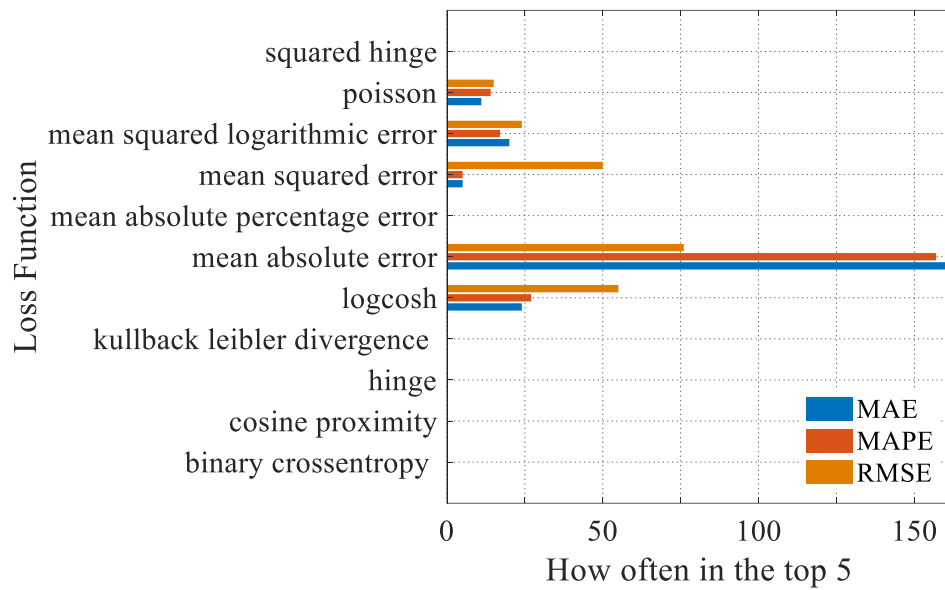 squared hinge
poisson
mean squared logarithmic error
mean squared error
mean absolute percentage error
mean absolute error
logcosh
kullback leibler divergence
hinge
cosine proximity
binary crossentropy
Loss Function
MAE
MAPE
RMSE
0 50 100 150
How often in the top 5